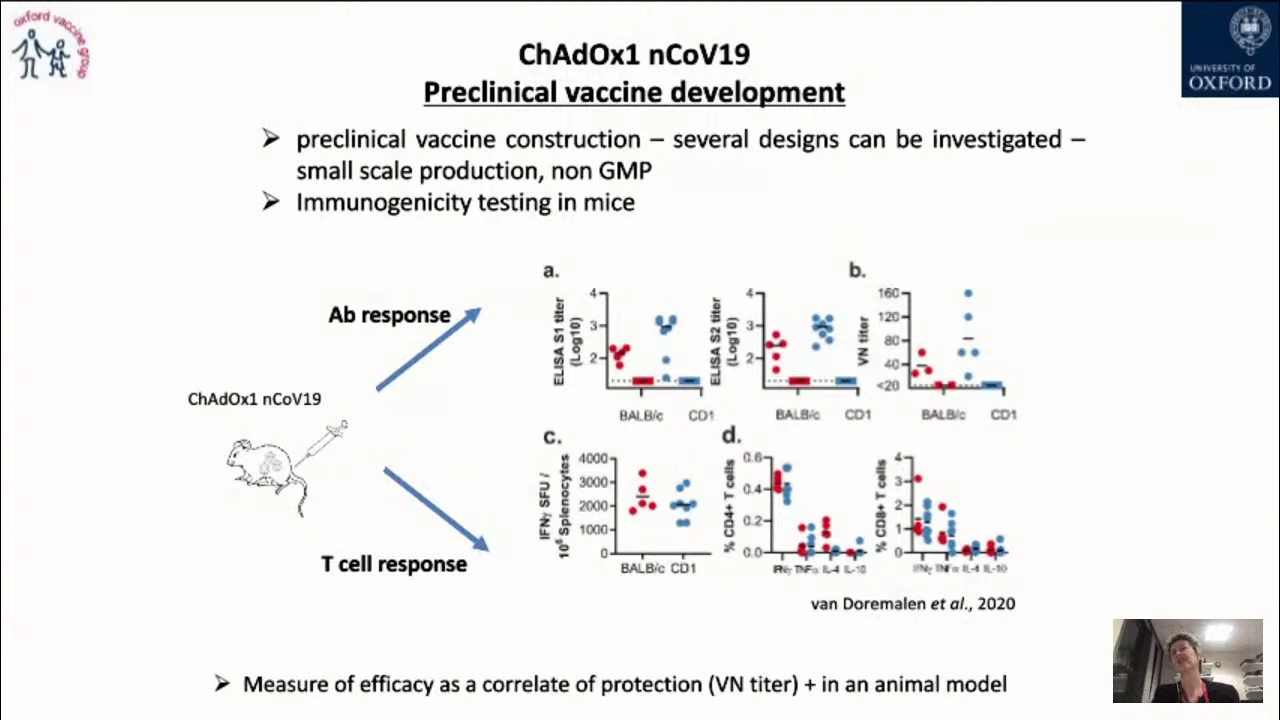 oxford vaccine group
UNIVERSITY OF
OXFORD
ChAdOx1 nCoV19
Preclinical vaccine development
➢ preclinical vaccine construction – several designs can be investigated –
small scale production, non GMP
➢ Immunogenicity testing in mice
Ab response
ChAdOx1 nCoV19
T cell response
a.
ELISA S1 titer
(Log10)
4
3
2
BALB/c CD1
ELISA S2 titer
(Log10)
4
3
2
BALB/c CD1
b.
VN titer
160
120
80
40
<20
BALB/c CD1
c.
IFNγ SFU /
10⁶ Splenocytes
4000
3000
2000
1000
0
BALB/c CD1
d.
% CD4+ T cells
0.6
0.4
0.2
0.0
IFNγ TNFα IL-4 IL-10
% CD8+ T cells
4
3
2
1
0
IFNγ TNFα IL-4 IL-10
van Doremalen et al., 2020
➢ Measure of efficacy as a correlate of protection (VN titer) + in an animal model